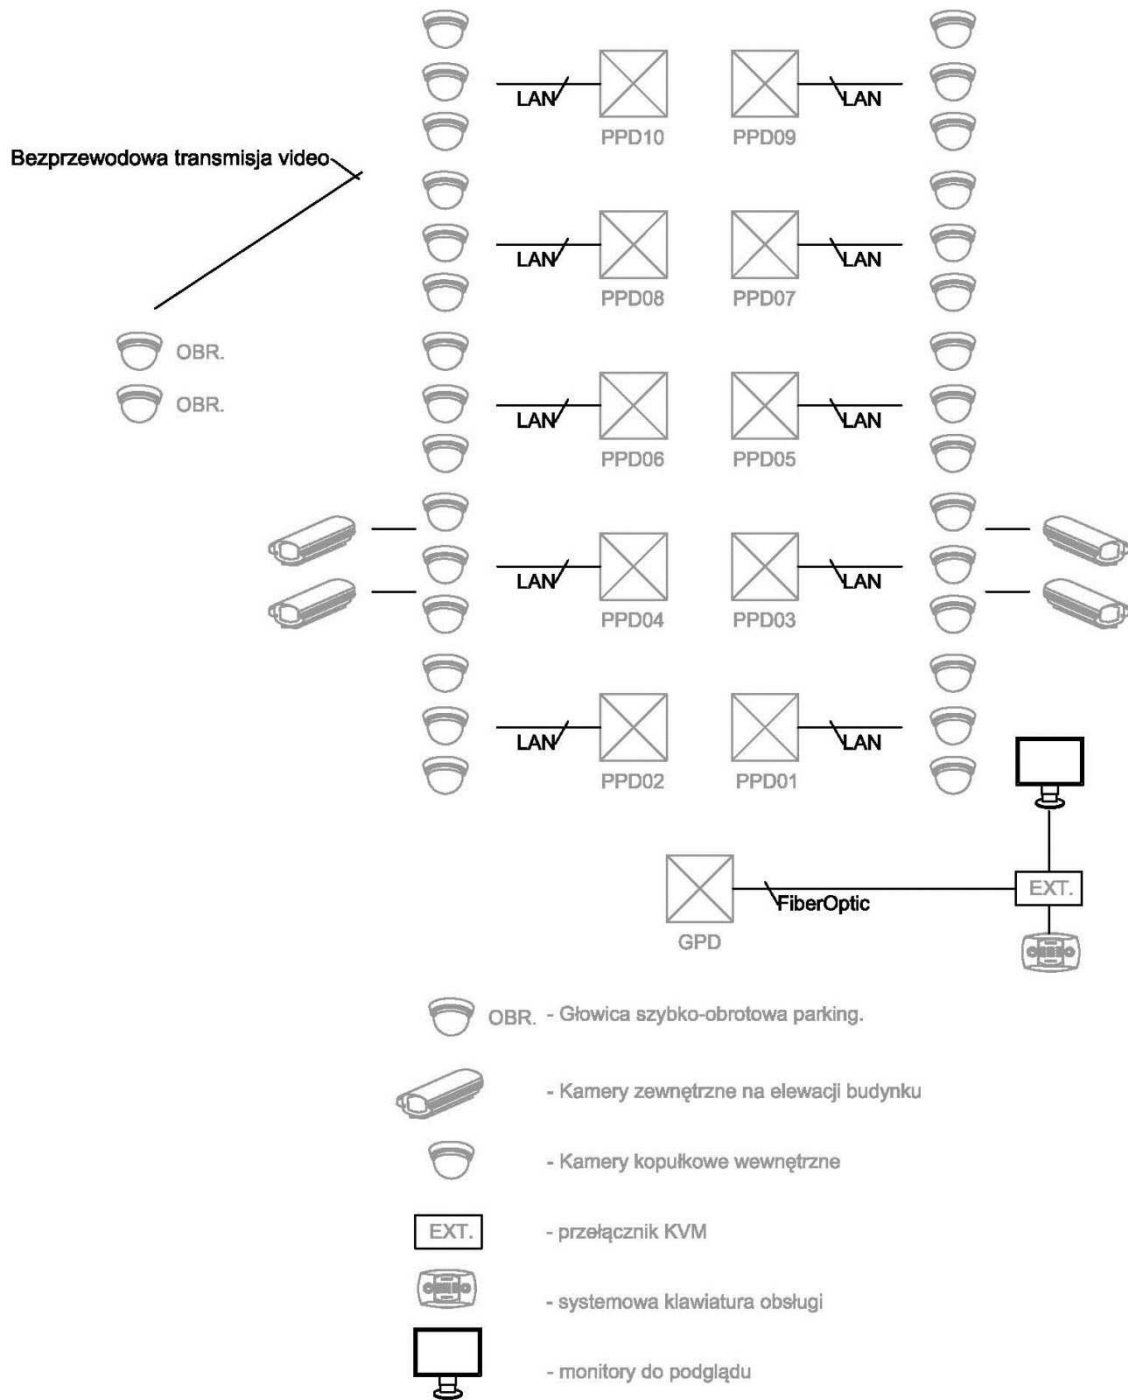 LAN LAN
PPD10 PPD09
Bezprzewodowa transmisja video
LAN LAN
PPD08 PPD07
OBR.
OBR.
LAN LAN
PPD06 PPD05
LAN LAN
PPD04 PPD03
LAN LAN
PPD02 PPD01
EXT.
FiberOptic
GPD
OBR. - Głowica szybko-obrotowa parking.
- Kamery zewnętrzne na elewacji budynku
- Kamery kopułkowe wewnętrzne
EXT. - przełącznik KVM
- systemowa klawiatura obsługi
- monitory do podglądu